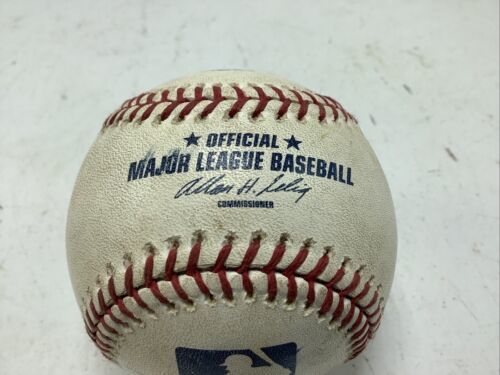 ★ OFFICIAL ★
MAJOR LEAGUE BASEBALL
Allan H. Selig
COMMISSIONER